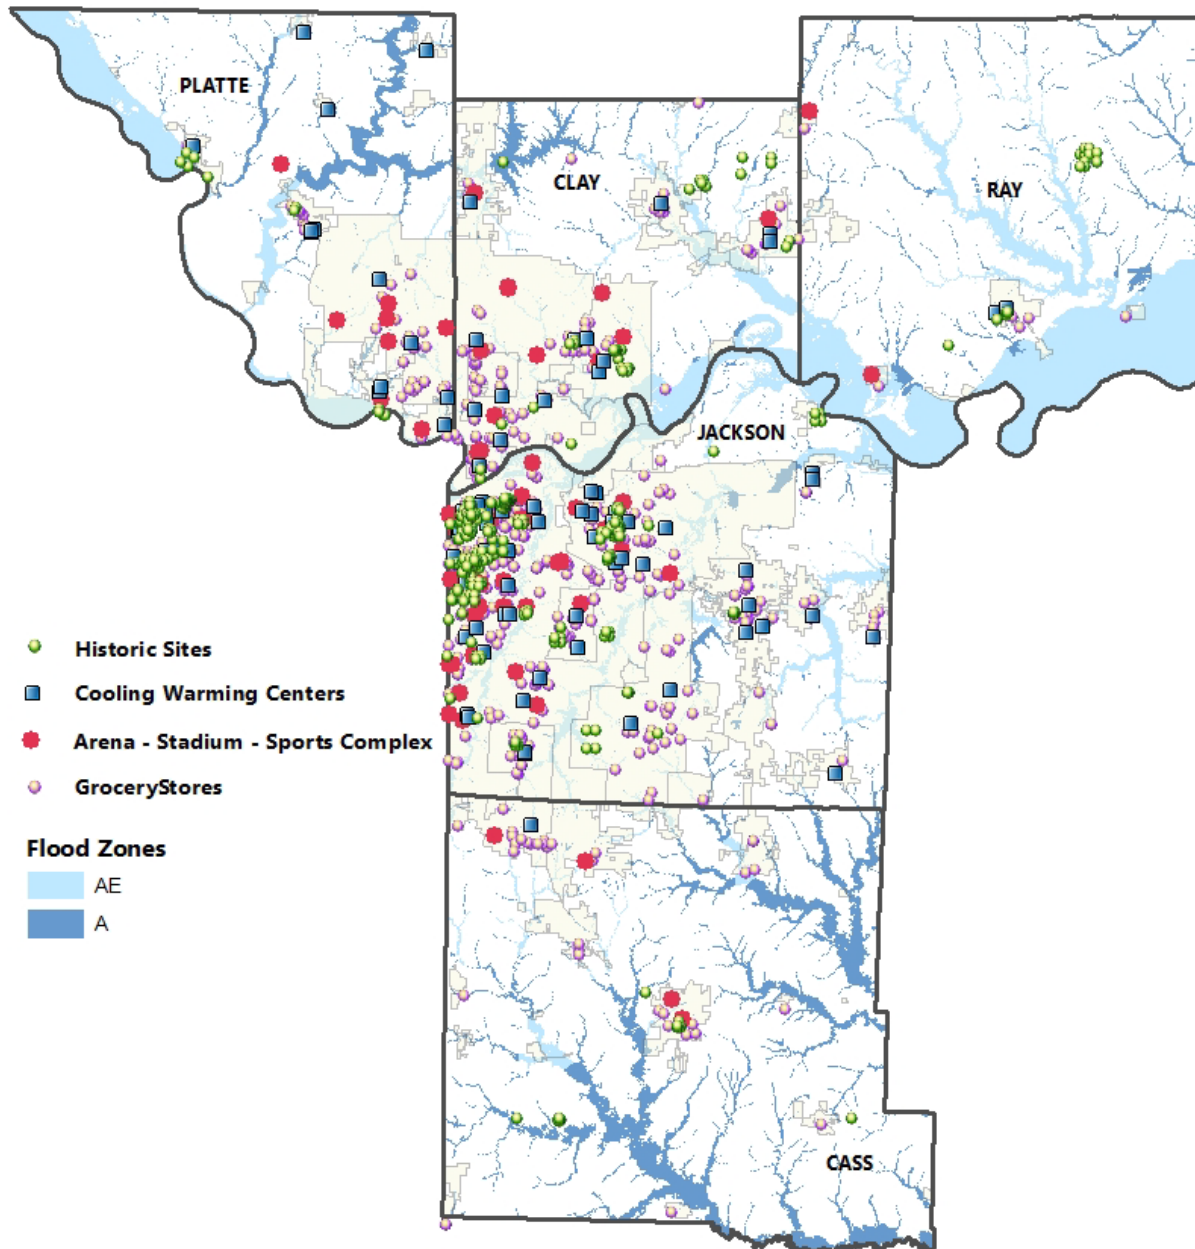 PLATTE
CLAY
RAY
JACKSON
Historic Sites
Cooling Warming Centers
Arena - Stadium - Sports Complex
GroceryStores
Flood Zones
AE
A
CASS